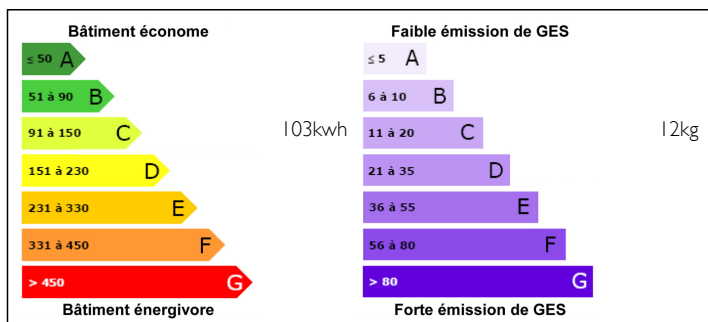 Bâtiment économe
≤ 50 A
51 à 90 B
91 à 150 C
151 à 230 D
231 à 330 E
331 à 450 F
> 450 G
Bâtiment énergivore
103kwh
Faible émission de GES
≤ 5 A
6 à 10 B
11 à 20 C
21 à 35 D
36 à 55 E
56 à 80 F
> 80 G
Forte émission de GES
12kg